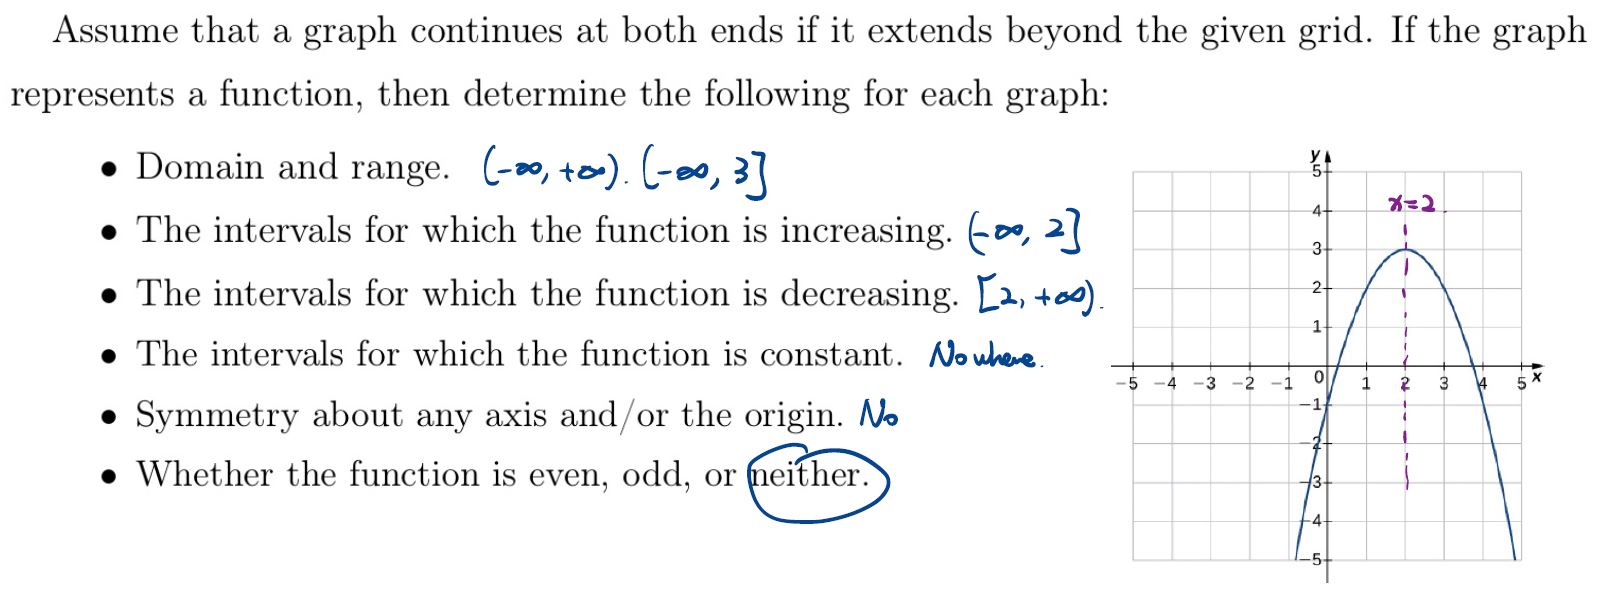 Assume that a graph continues at both ends if it extends beyond the given grid. If the graph
represents a function, then determine the following for each graph:
• Domain and range. (-∞, +∞). (-∞, 3]
• The intervals for which the function is increasing. (-∞, 2]
• The intervals for which the function is decreasing. [2, +∞).
• The intervals for which the function is constant. Nowhere.
• Symmetry about any axis and/or the origin. No
• Whether the function is even, odd, or neither.
y
5
x=2
4
3
2
1
−5 −4 −3 −2 −1 0 1 2 3 4 5 x
−1
−2
−3
−4
−5